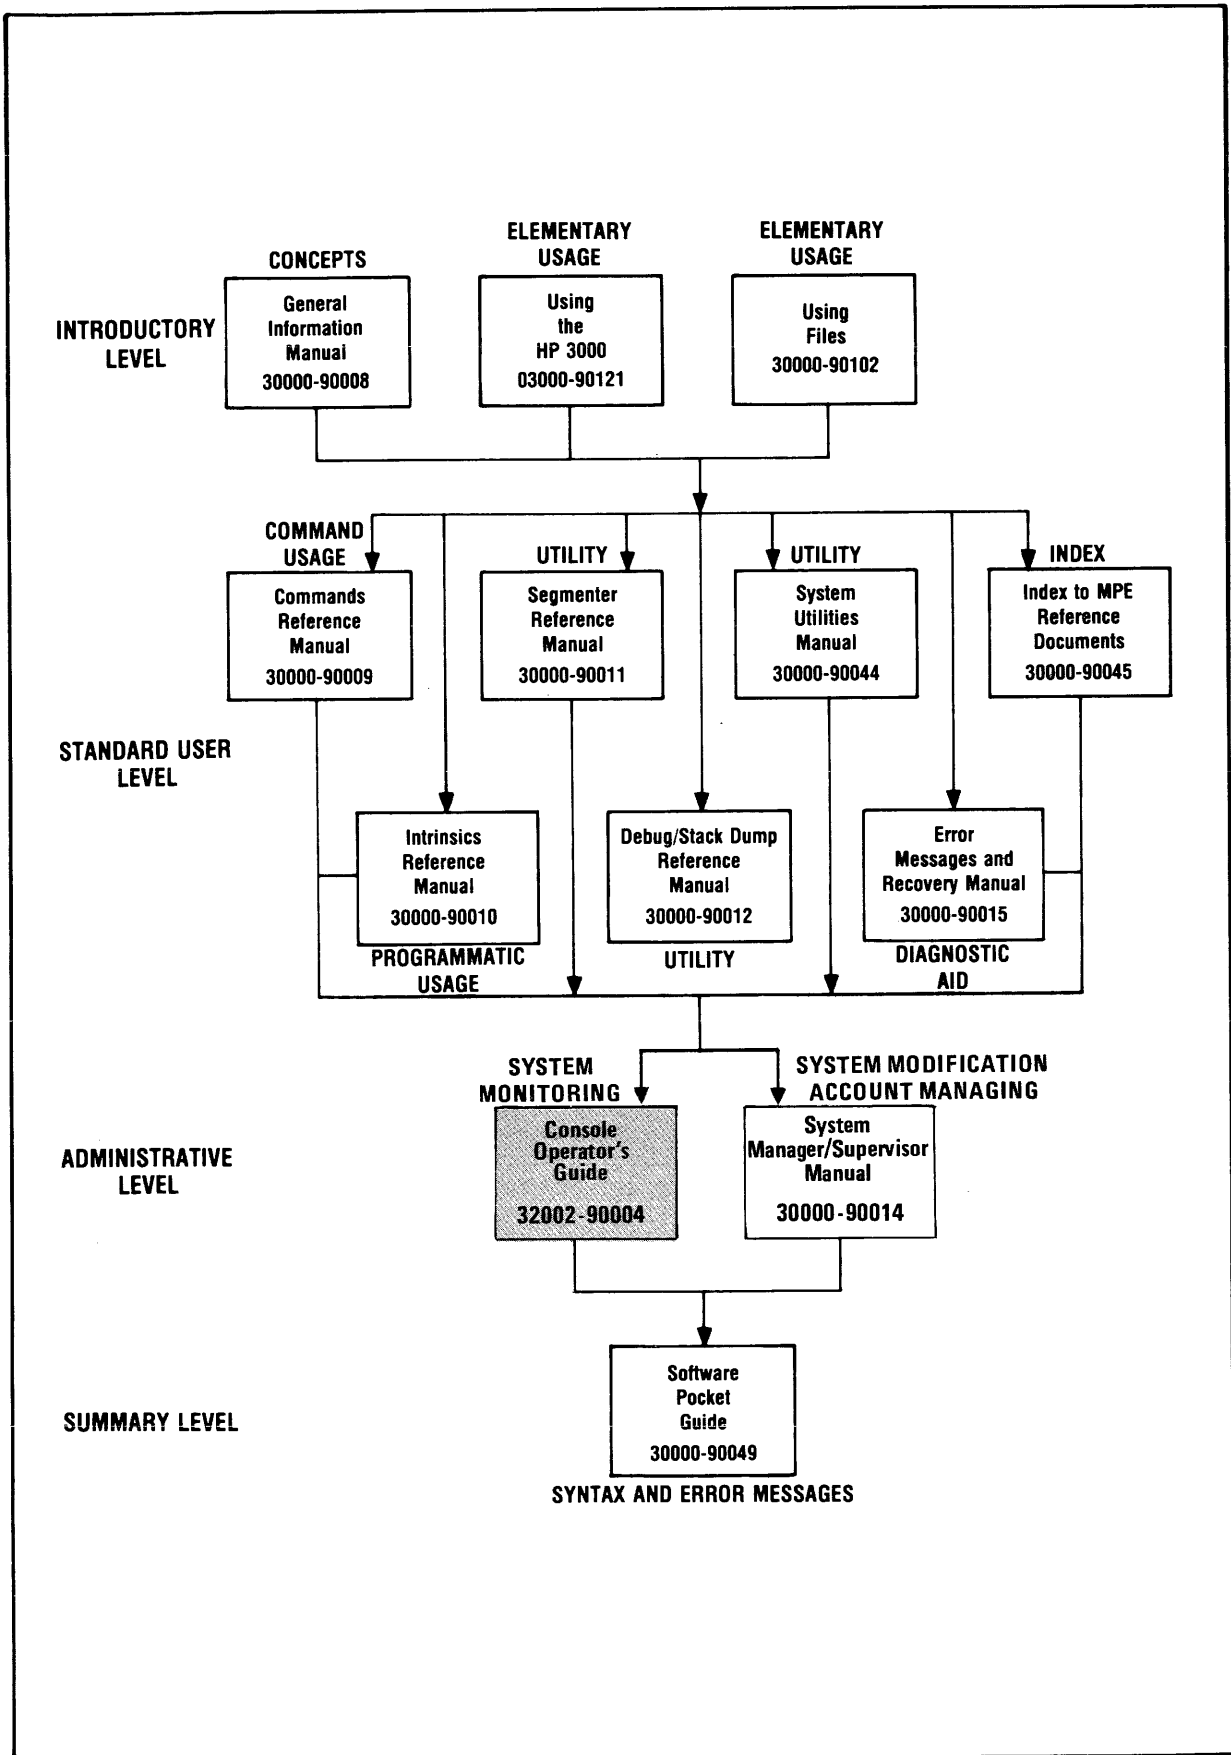 CONCEPTS
General
Information
Manual
30000-90008
ELEMENTARY
USAGE
Using
the
HP 3000
03000-90121
ELEMENTARY
USAGE
Using
Files
30000-90102
INTRODUCTORY
LEVEL
COMMAND
USAGE
Commands
Reference
Manual
30000-90009
UTILITY
Segmenter
Reference
Manual
30000-90011
UTILITY
System
Utilities
Manual
30000-90044
INDEX
Index to MPE
Reference
Documents
30000-90045
STANDARD USER
LEVEL
Intrinsics
Reference
Manual
30000-90010
PROGRAMMATIC
USAGE
Debug/Stack Dump
Reference
Manual
30000-90012
UTILITY
Error
Messages and
Recovery Manual
30000-90015
DIAGNOSTIC
AID
SYSTEM
MONITORING
Console
Operator's
Guide
32002-90004
SYSTEM MODIFICATION
ACCOUNT MANAGING
System
Manager/Supervisor
Manual
30000-90014
ADMINISTRATIVE
LEVEL
Software
Pocket
Guide
30000-90049
SUMMARY LEVEL
SYNTAX AND ERROR MESSAGES